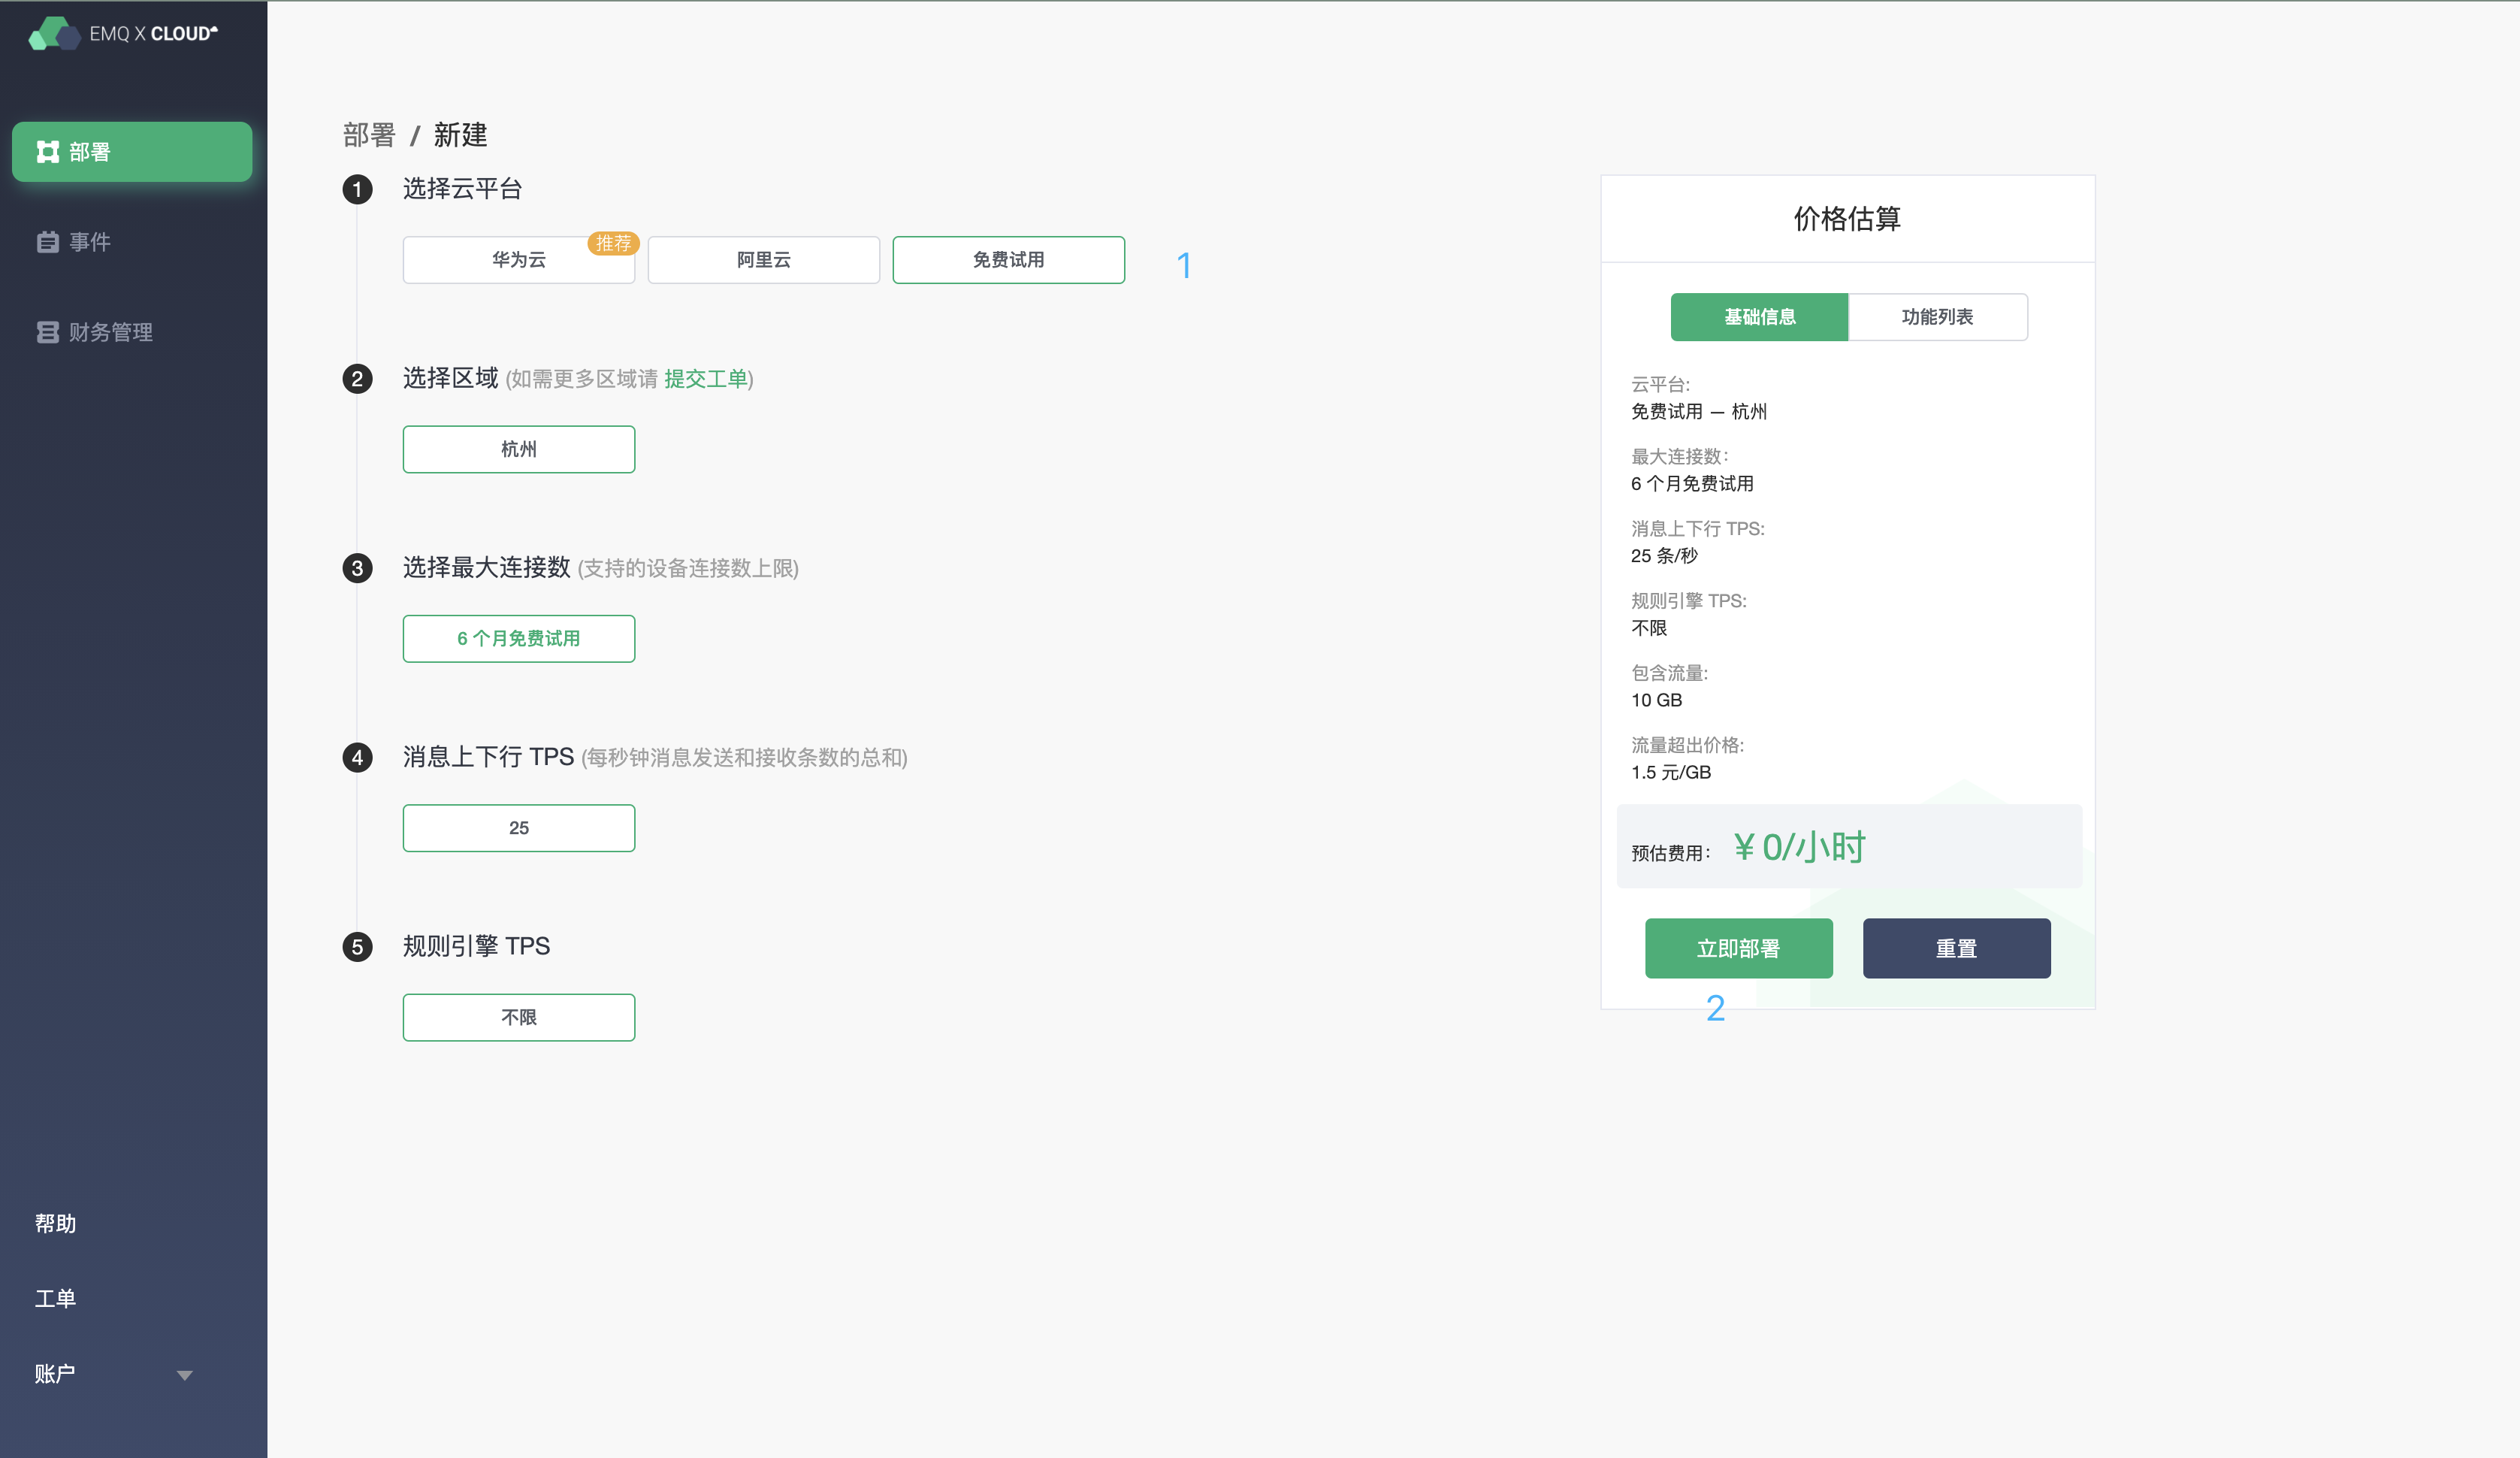 EMQ X CLOUD
部署
事件
财务管理
帮助
工单
账户
部署 / 新建
1 选择云平台
华为云 推荐 阿里云 免费试用 1
2 选择区域 (如需更多区域请 提交工单)
杭州
3 选择最大连接数 (支持的设备连接数上限)
6 个月免费试用
4 消息上下行 TPS (每秒钟消息发送和接收条数的总和)
25
5 规则引擎 TPS
不限
价格估算
基础信息 功能列表
云平台:
免费试用 — 杭州
最大连接数:
6 个月免费试用
消息上下行 TPS:
25 条/秒
规则引擎 TPS:
不限
包含流量:
10 GB
流量超出价格:
1.5 元/GB
预估费用: ¥ 0/小时
立即部署 重置
2